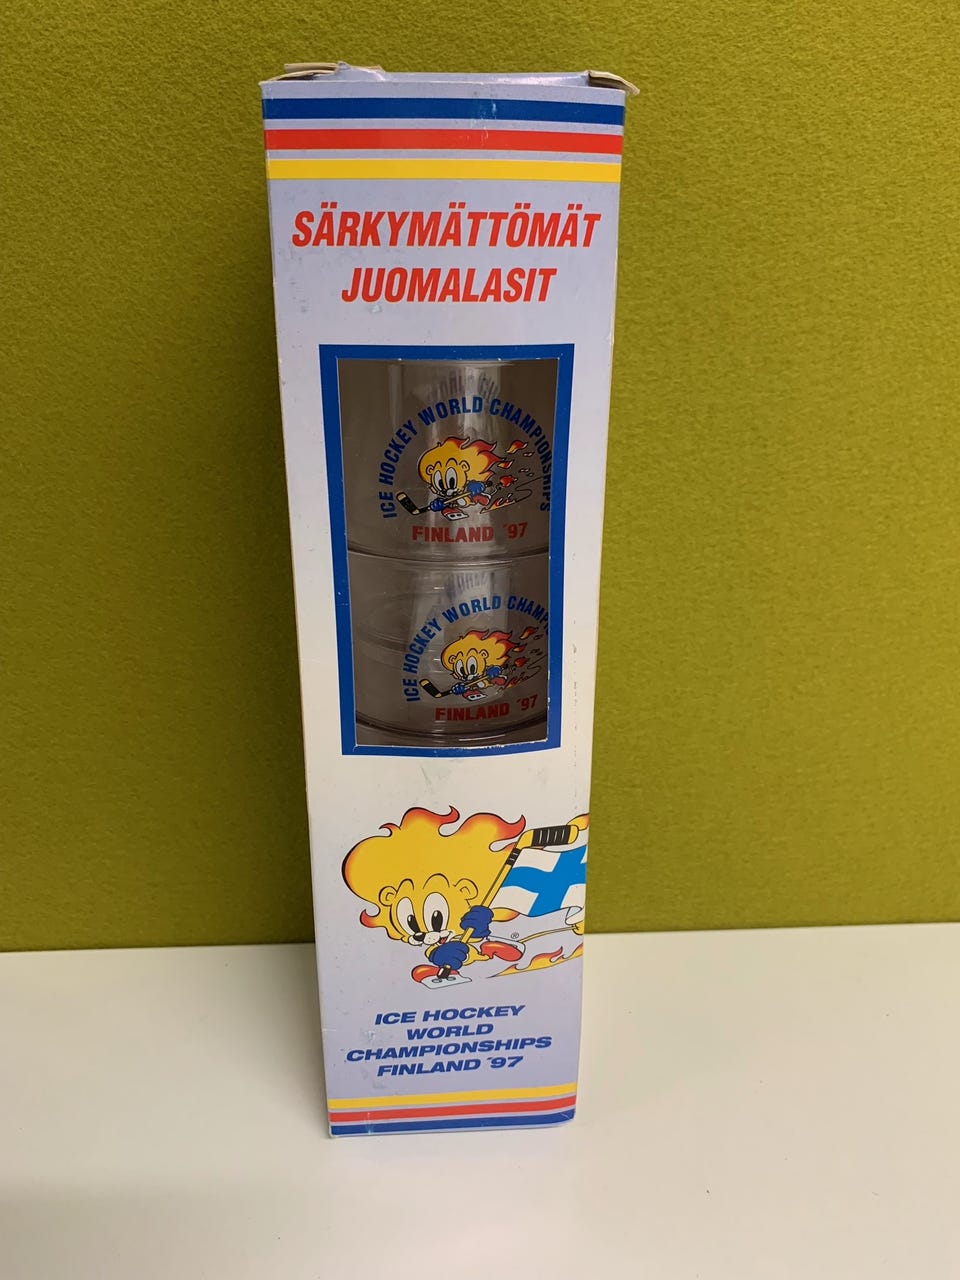 SÄRKYMÄTTÖMÄT
JUOMALASIT
ICE HOCKEY WORLD CHAMPIONSHIPS
FINLAND ´97
ICE HOCKEY WORLD CHAMPI
FINLAND ´97
®
ICE HOCKEY
WORLD
CHAMPIONSHIPS
FINLAND ´97